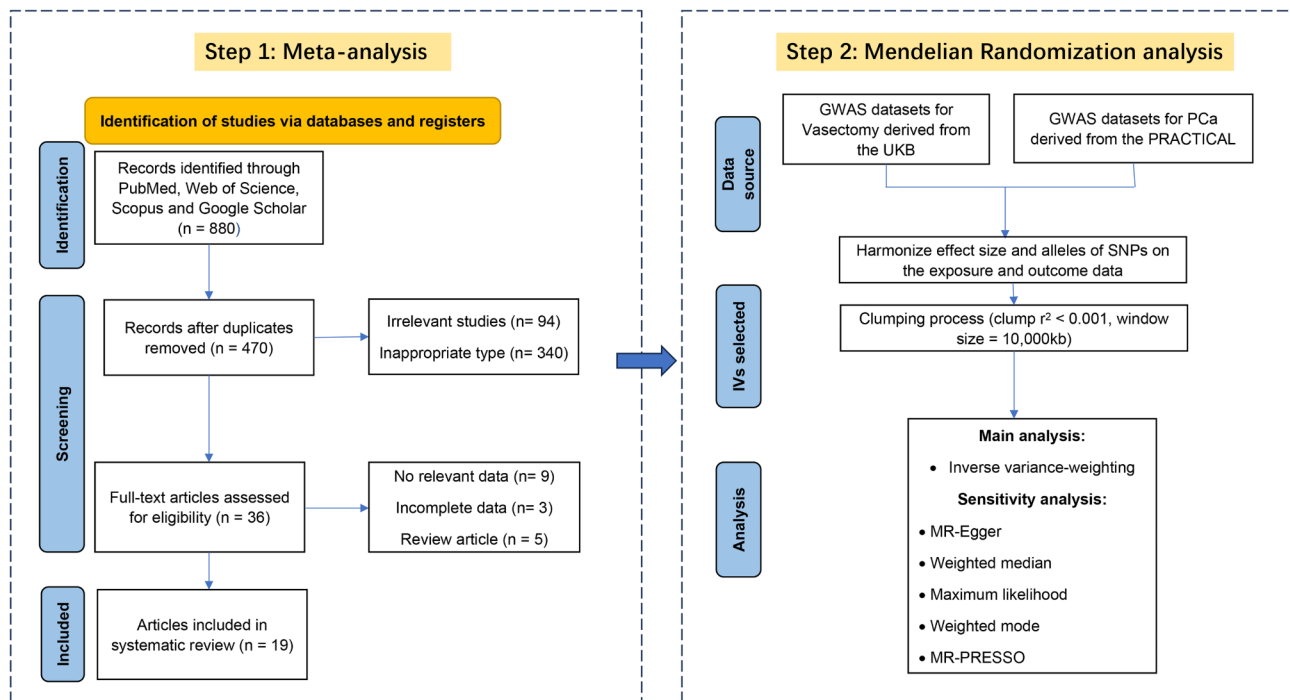 Step 1: Meta-analysis
Identification of studies via databases and registers
Identification
Records identified through
PubMed, Web of Science,
Scopus and Google Scholar
(n = 880)
Screening
Records after duplicates
removed (n = 470)
Irrelevant studies (n= 94)
Inappropriate type (n= 340)
Full-text articles assessed
for eligibility (n = 36)
No relevant data (n= 9)
Incomplete data (n= 3)
Review article (n = 5)
Included
Articles included in
systematic review (n = 19)
Step 2: Mendelian Randomization analysis
Data
source
GWAS datasets for
Vasectomy derived from
the UKB
GWAS datasets for PCa
derived from the PRACTICAL
Harmonize effect size and alleles of SNPs on
the exposure and outcome data
IVs selected
Clumping process (clump r² < 0.001, window
size = 10,000kb)
Analysis
Main analysis:
• Inverse variance-weighting
Sensitivity analysis:
• MR-Egger
• Weighted median
• Maximum likelihood
• Weighted mode
• MR-PRESSO